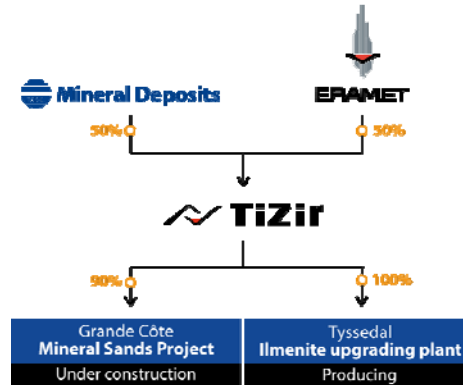 Mineral Deposits
ERAMET
50%
50%
TiZir
90%
100%
Grande Côte
Mineral Sands Project
Under construction
Tyssedal
Ilmenite upgrading plant
Producing